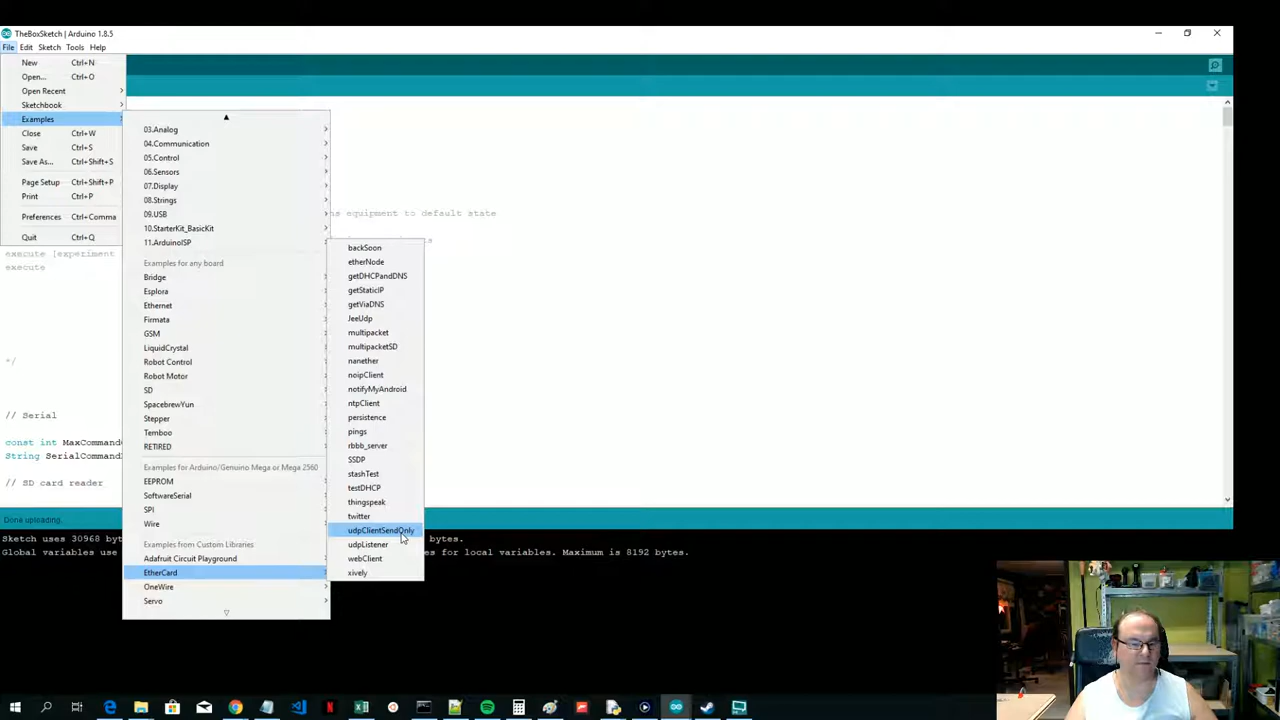 TheBoxSketch | Arduino 1.8.5
File Edit Sketch Tools Help
New Ctrl+N
Open... Ctrl+O
Open Recent
Sketchbook
Examples
Close Ctrl+W
Save Ctrl+S
Save As... Ctrl+Shift+S
Page Setup Ctrl+Shift+P
Print Ctrl+P
Preferences Ctrl+Comma
Quit Ctrl+Q
03.Analog
04.Communication
05.Control
06.Sensors
07.Display
08.Strings
09.USB
10.StarterKit_BasicKit
11.ArduinoISP
Examples for any board
Bridge
Esplora
Ethernet
Firmata
GSM
LiquidCrystal
Robot Control
Robot Motor
SD
SpacebrewYun
Stepper
Temboo
RETIRED
Examples for Arduino/Genuino Mega or Mega 2560
EEPROM
SoftwareSerial
SPI
Wire
Examples from Custom Libraries
Adafruit Circuit Playground
EtherCard
OneWire
Servo
backSoon
etherNode
getDHCPandDNS
getStaticIP
getViaDNS
JeeUdp
multipacket
multipacketSD
nanether
noipClient
notifyMyAndroid
ntpClient
persistence
pings
rbbb_server
SSDP
stashTest
testDHCP
thingspeak
twitter
udpClientSendOnly
udpListener
webClient
xively
ns equipment to default state
execute [experiment
execute
*/
// Serial
const int MaxCommand
String SerialCommand
// SD card reader
Done uploading.
Sketch uses 30968 byt bytes.
Global variables use es for local variables. Maximum is 8192 bytes.